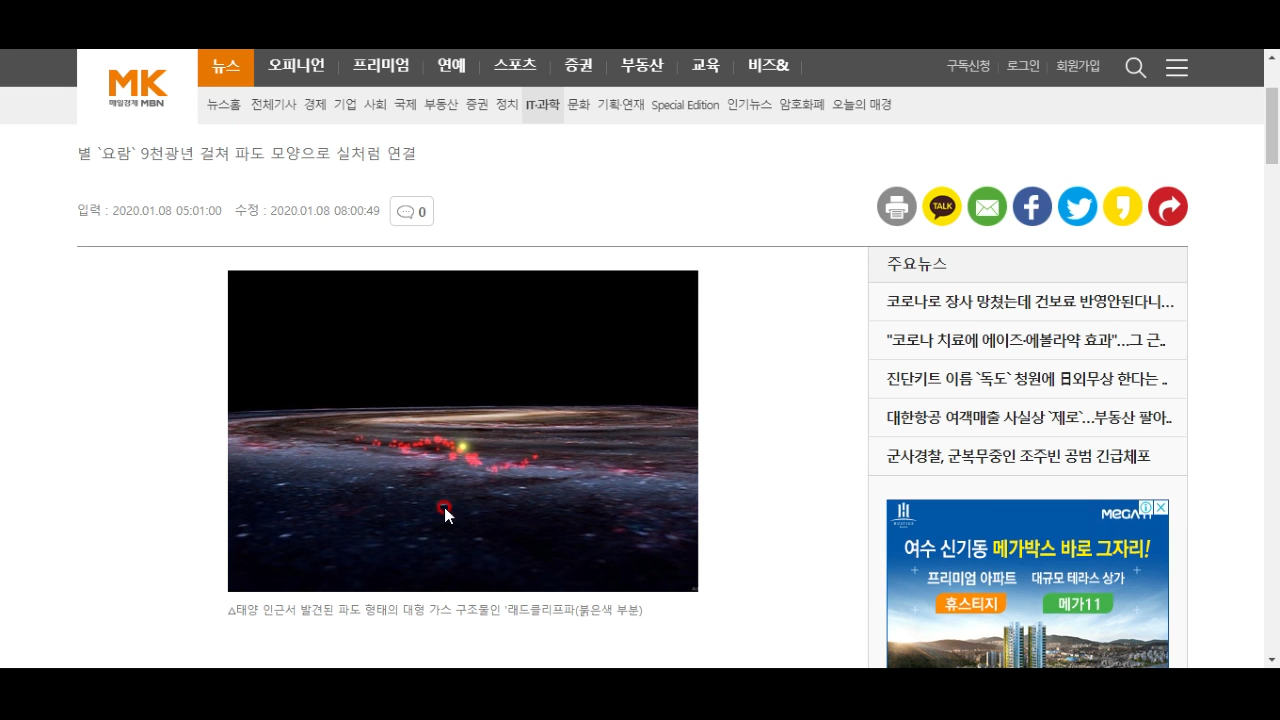 MK
매일경제 MBN
뉴스 오피니언 프리미엄 연예 스포츠 증권 부동산 교육 비즈&
구독신청 로그인 회원가입
뉴스홈 전체기사 경제 기업 사회 국제 부동산 증권 정치 IT·과학 문화 기획·연재 Special Edition 인기뉴스 암호화폐 오늘의 매경
별 `요람` 9천광년 걸쳐 파도 모양으로 실처럼 연결
입력 : 2020.01.08 05:01:00 수정 : 2020.01.08 08:00:49 0
TALK
주요뉴스
코로나로 장사 망쳤는데 건보료 반영안된다니...
"코로나 치료에 에이즈·에볼라약 효과"...그 근..
진단키트 이름 `독도` 청원에 日외무상 한다는 ..
대한항공 여객매출 사실상 `제로`...부동산 팔아..
군사경찰, 군복무중인 조주빈 공범 긴급체포
여수 신기동 메가박스 바로 그자리!
프리미엄 아파트 대규모 테라스 상가
휴스티지 메가11
△태양 인근서 발견된 파도 형태의 대형 가스 구조물인 '래드클리프파(붉은색 부분)